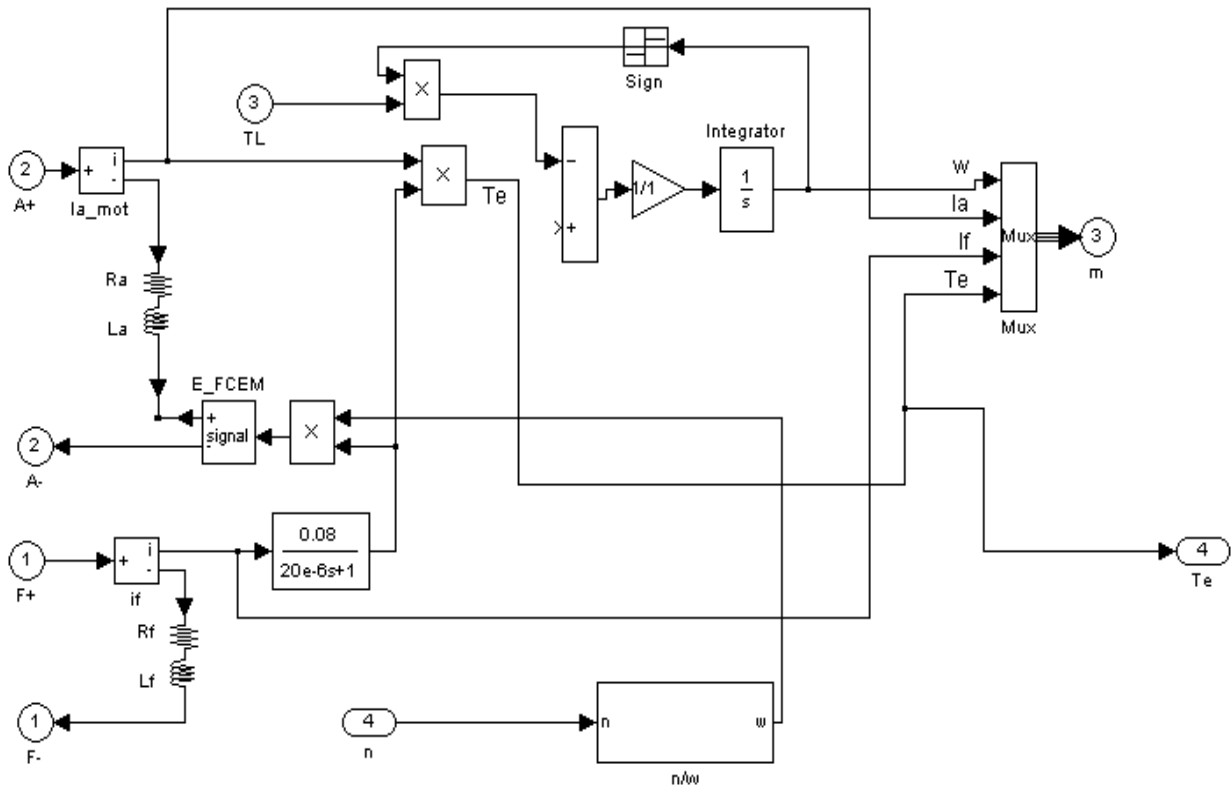 Sign
×
3
TL
Integrator
2
A+
+
i
-
Ia_mot
×
Te
−
×
+
1/1
1
s
w
Ia
If
Te
Mux
Mux
3
m
Ra
La
E_FCEM
+
signal
-
×
2
A-
0.08
20e-6s+1
1
F+
+
i
-
if
4
Te
Rf
Lf
1
F-
4
n
n
w
n/w